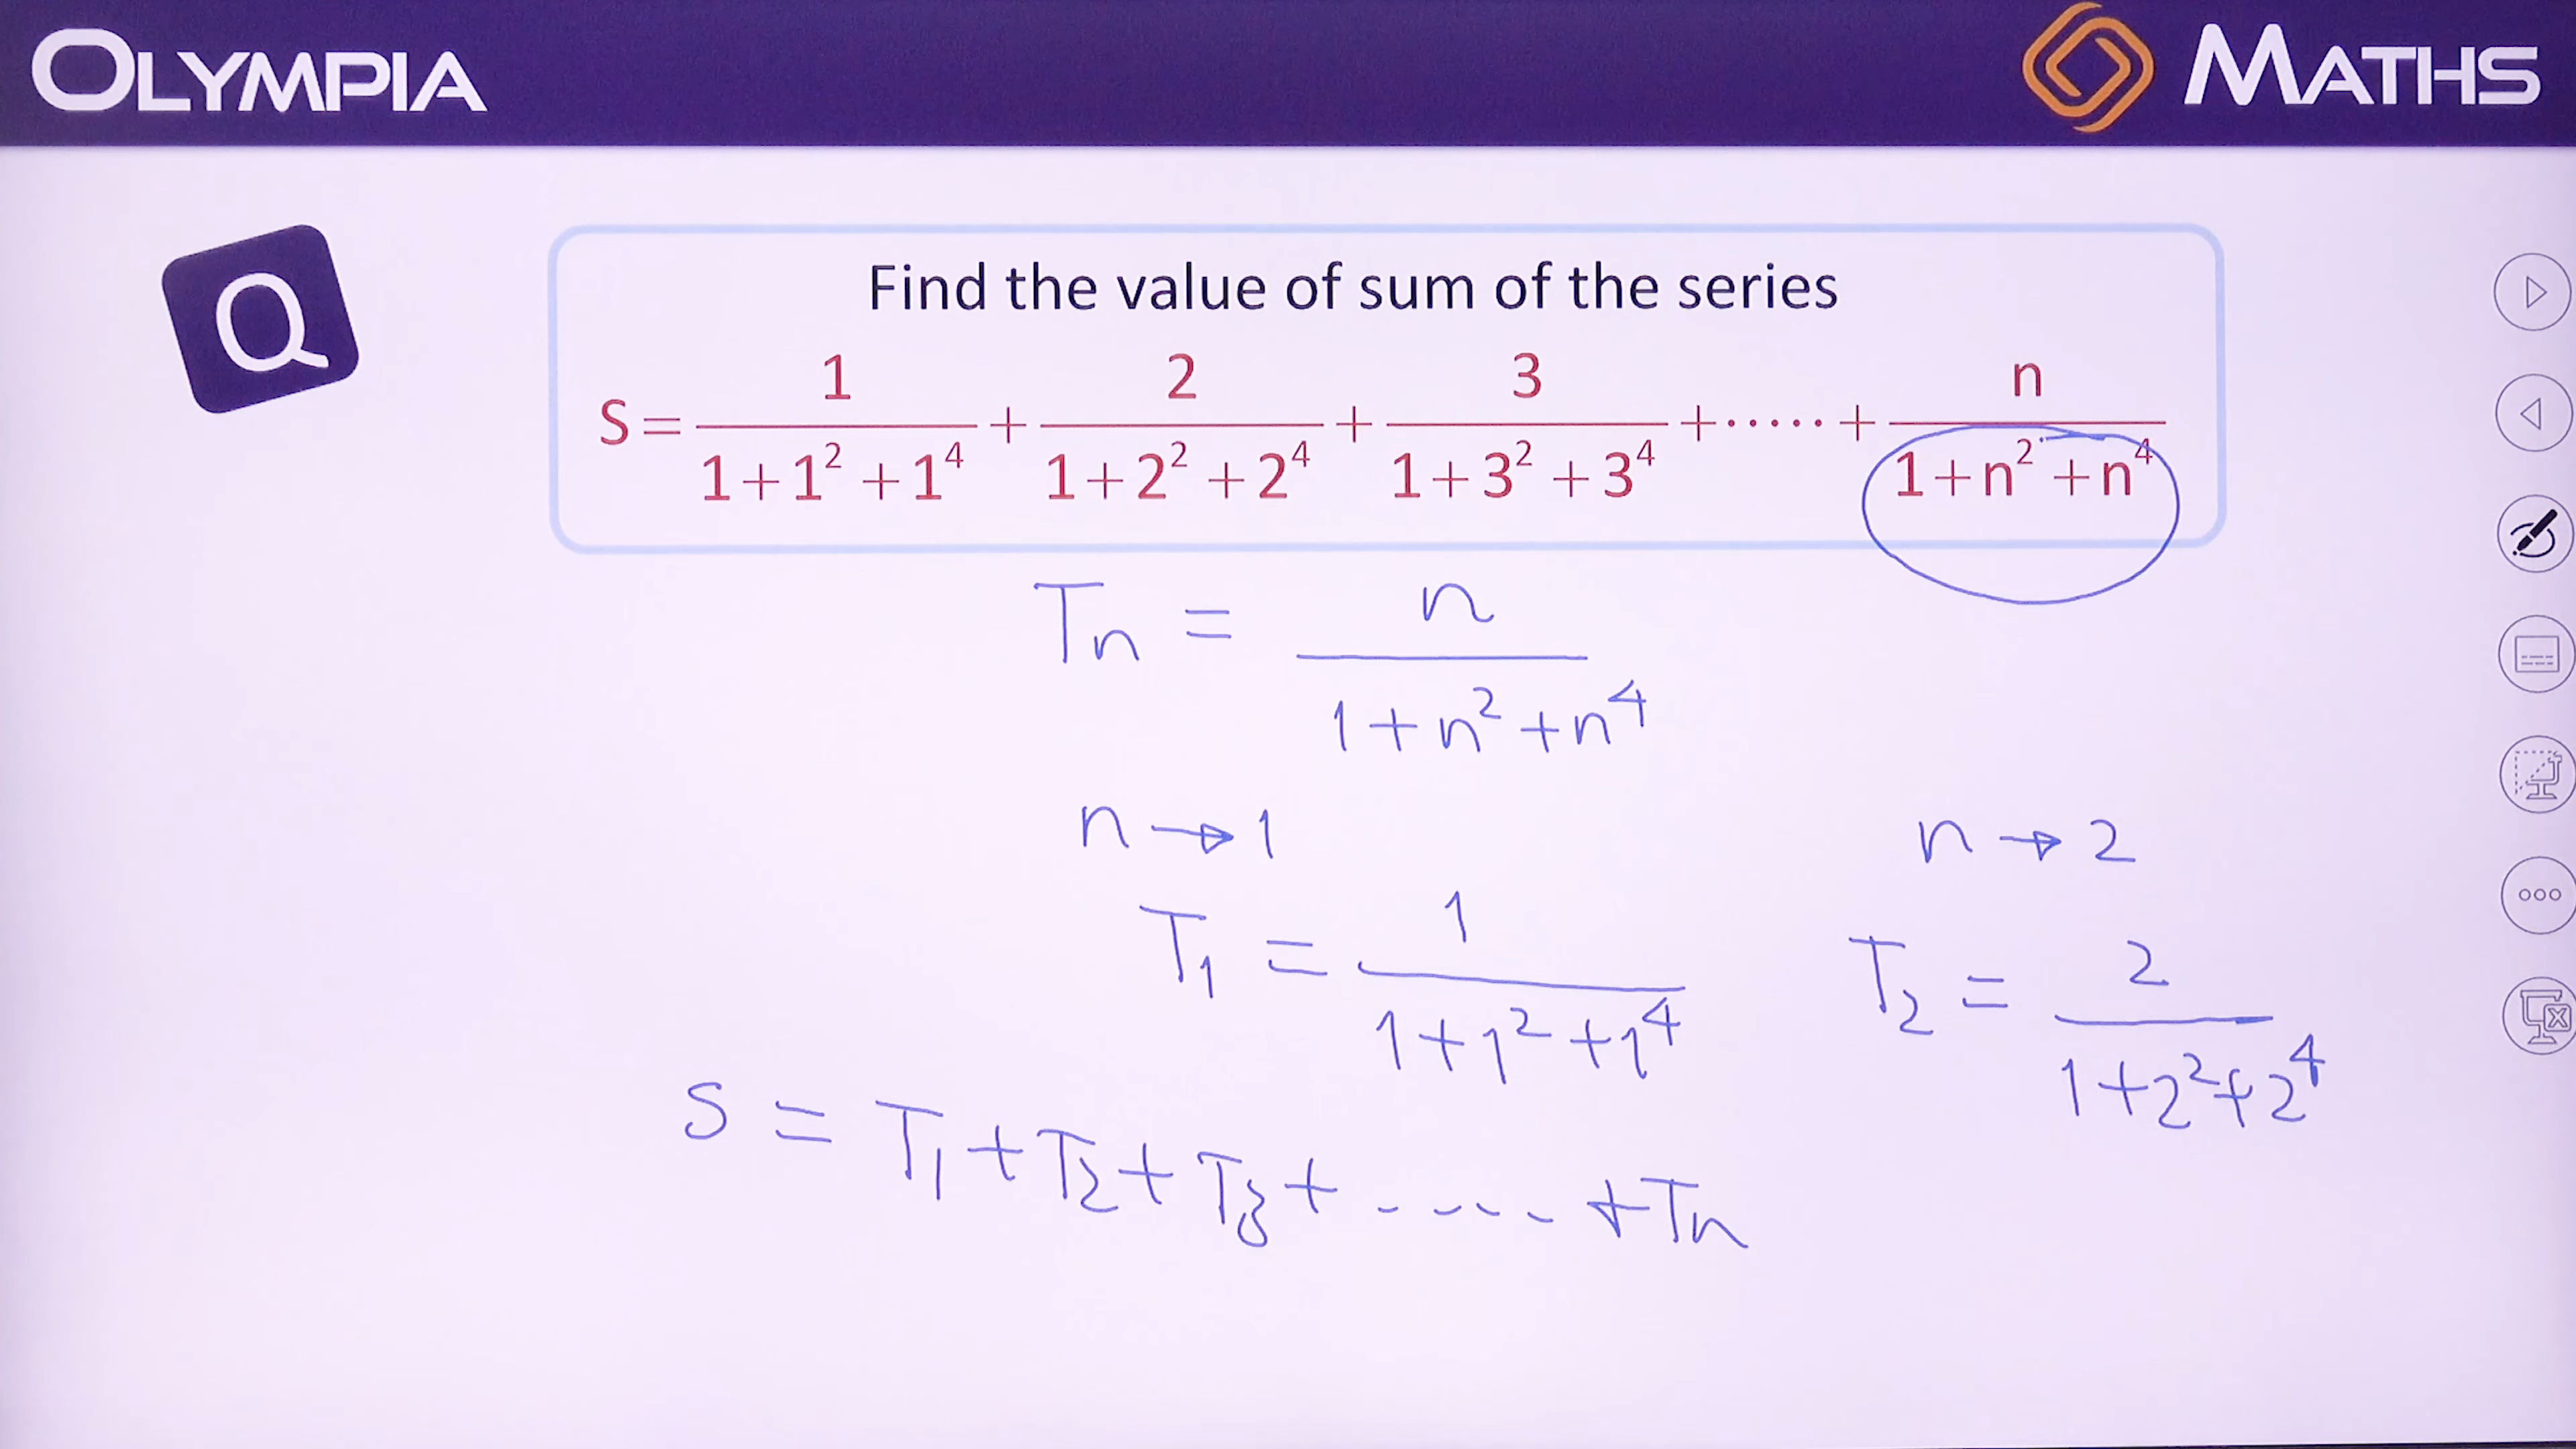 OLYMPIA MATHS
Q
Find the value of sum of the series
S = 1/(1+1²+1⁴) + 2/(1+2²+2⁴) + 3/(1+3²+3⁴) +·····+ n/(1+n²+n⁴)
Tn = n/(1+n²+n⁴)
n → 1 n → 2
T₁ = 1/(1+1²+1⁴) T₂ = 2/(1+2²+2⁴)
S = T₁ + T₂ + T₃ + ----- + Tn